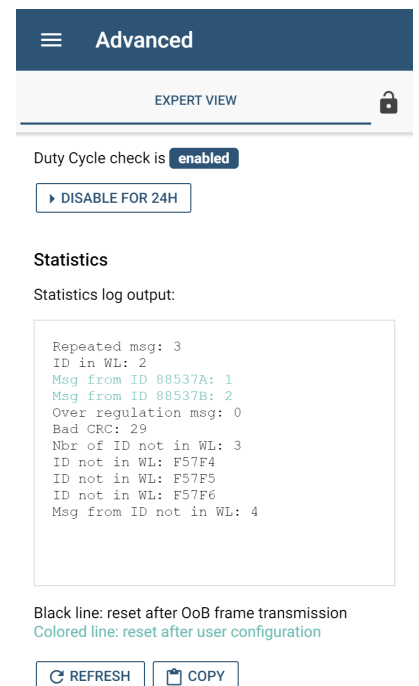 Advanced
EXPERT VIEW
Duty Cycle check is enabled
DISABLE FOR 24H
Statistics
Statistics log output:
Repeated msg: 3
ID in WL: 2
Msg from ID 88537A: 1
Msg from ID 88537B: 2
Over regulation msg: 0
Bad CRC: 29
Nbr of ID not in WL: 3
ID not in WL: F57F4
ID not in WL: F57F5
ID not in WL: F57F6
Msg from ID not in WL: 4
Black line: reset after OoB frame transmission
Colored line: reset after user configuration
REFRESH COPY